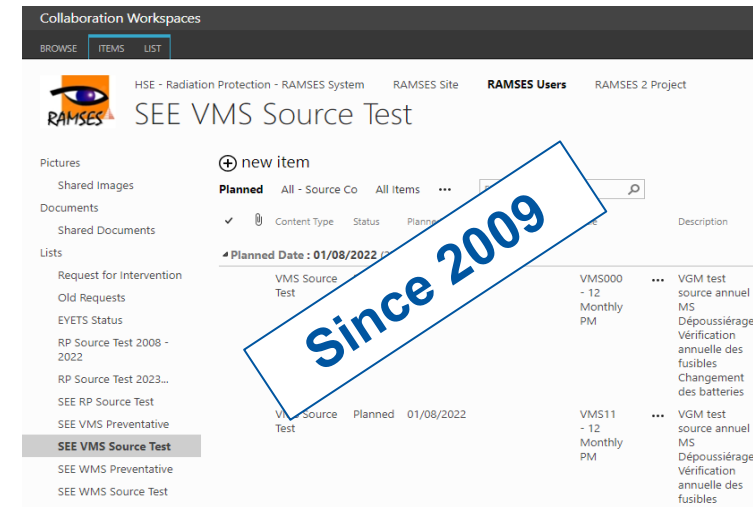 Collaboration Workspaces
BROWSE ITEMS LIST
RAMSES
HSE - Radiation Protection - RAMSES System RAMSES Site RAMSES Users RAMSES 2 Project
SEE VMS Source Test
Pictures
Shared Images
Documents
Shared Documents
Lists
Request for Intervention
Old Requests
EYETS Status
RP Source Test 2008 -
2022
RP Source Test 2023...
SEE RP Source Test
SEE VMS Preventative
SEE VMS Source Test
SEE WMS Preventative
SEE WMS Source Test
new item
Planned All - Source Co All Items •••
Content Type Status Description
Planned Date : 01/08/2022
VMS Source
Test
VMS000
- 12
Monthly
PM
•••
VGM test
source annuel
MS
Dépoussiérage
Vérification
annuelle des
fusibles
Changement
des batteries
Since 2009
Source Planned 01/08/2022
Test
VMS11
- 12
Monthly
PM
•••
VGM test
source annuel
MS
Dépoussiérage
Vérification
annuelle des
fusibles